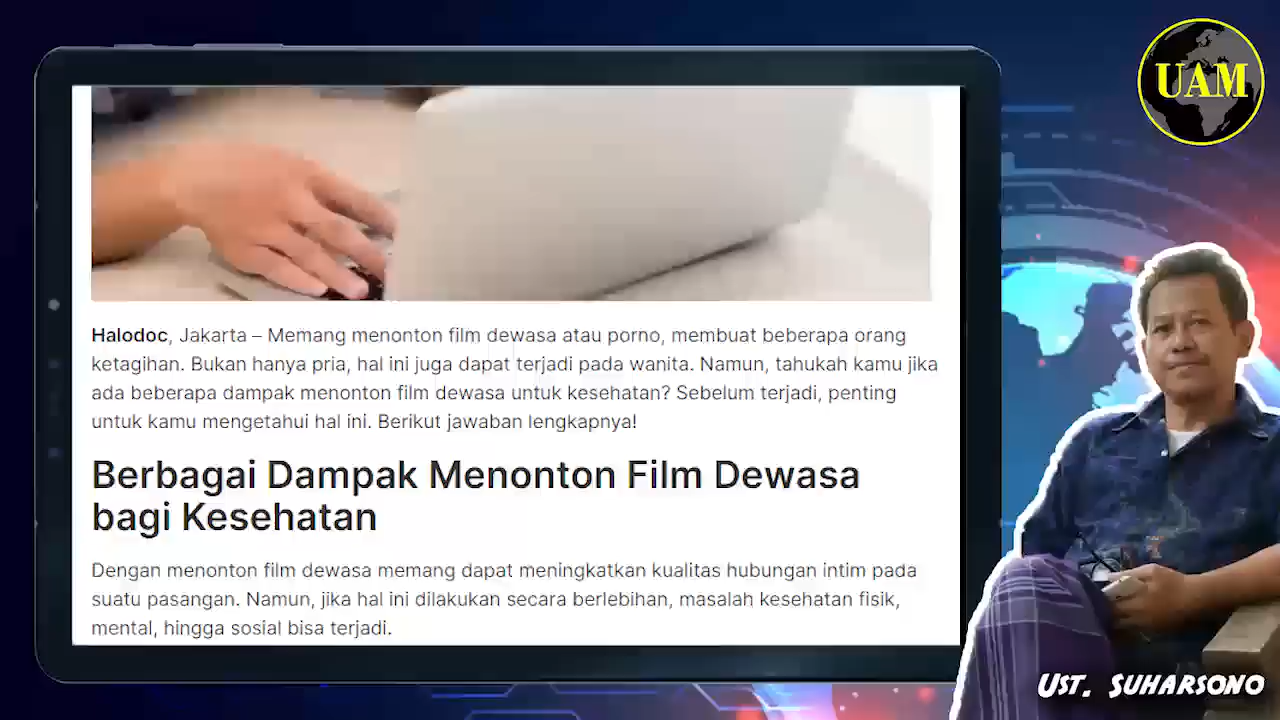 UAM
Halodoc, Jakarta – Memang menonton film dewasa atau porno, membuat beberapa orang
ketagihan. Bukan hanya pria, hal ini juga dapat terjadi pada wanita. Namun, tahukah kamu jika
ada beberapa dampak menonton film dewasa untuk kesehatan? Sebelum terjadi, penting
untuk kamu mengetahui hal ini. Berikut jawaban lengkapnya!
Berbagai Dampak Menonton Film Dewasa
bagi Kesehatan
Dengan menonton film dewasa memang dapat meningkatkan kualitas hubungan intim pada
suatu pasangan. Namun, jika hal ini dilakukan secara berlebihan, masalah kesehatan fisik,
mental, hingga sosial bisa terjadi.
UST. SUHARSONO